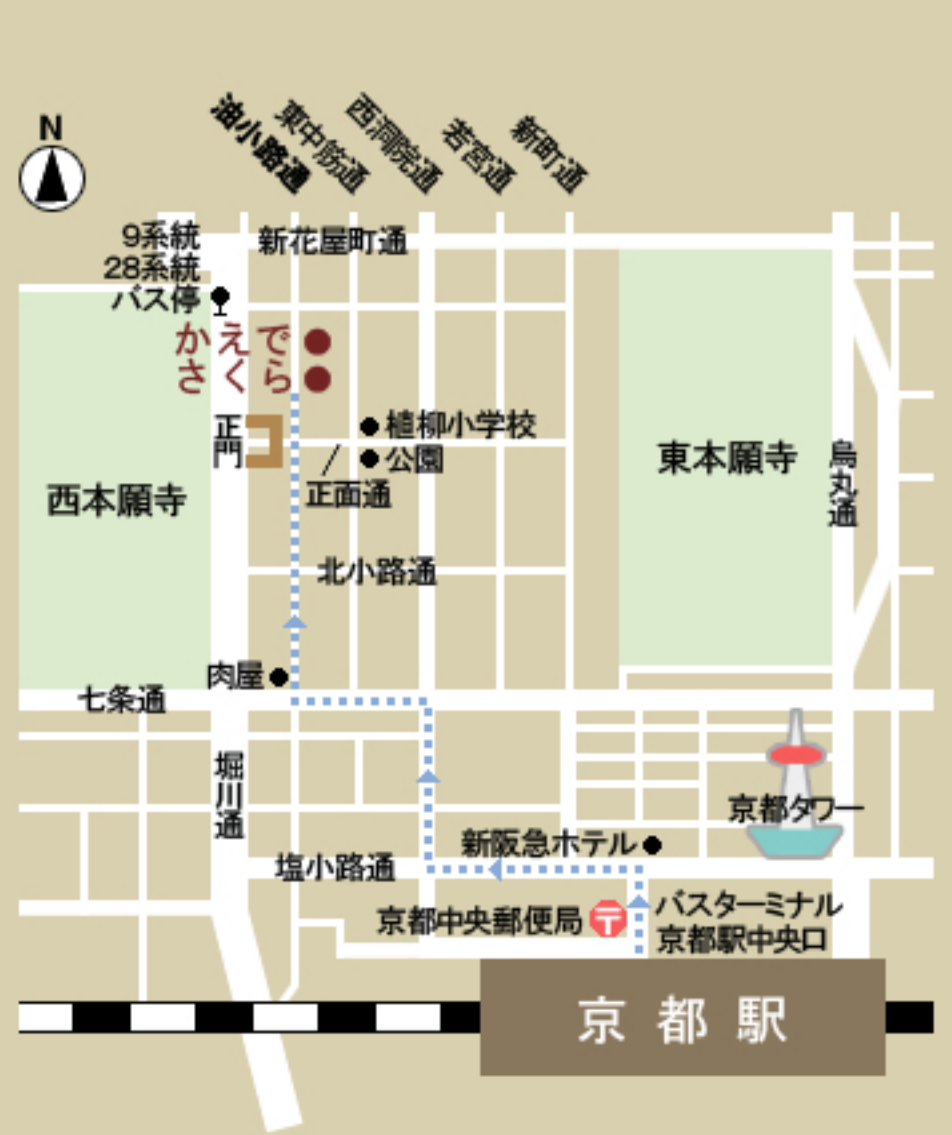 N
油小路通
東中筋通
西洞院通
若宮通
新町通
9系統
28系統
バス停
新花屋町通
かえで
さくら
正門
植柳小学校
公園
正面通
西本願寺
東本願寺
烏丸通
北小路通
肉屋
七条通
堀川通
京都タワー
新阪急ホテル
塩小路通
京都中央郵便局
〒
バスターミナル
京都駅中央口
京都駅